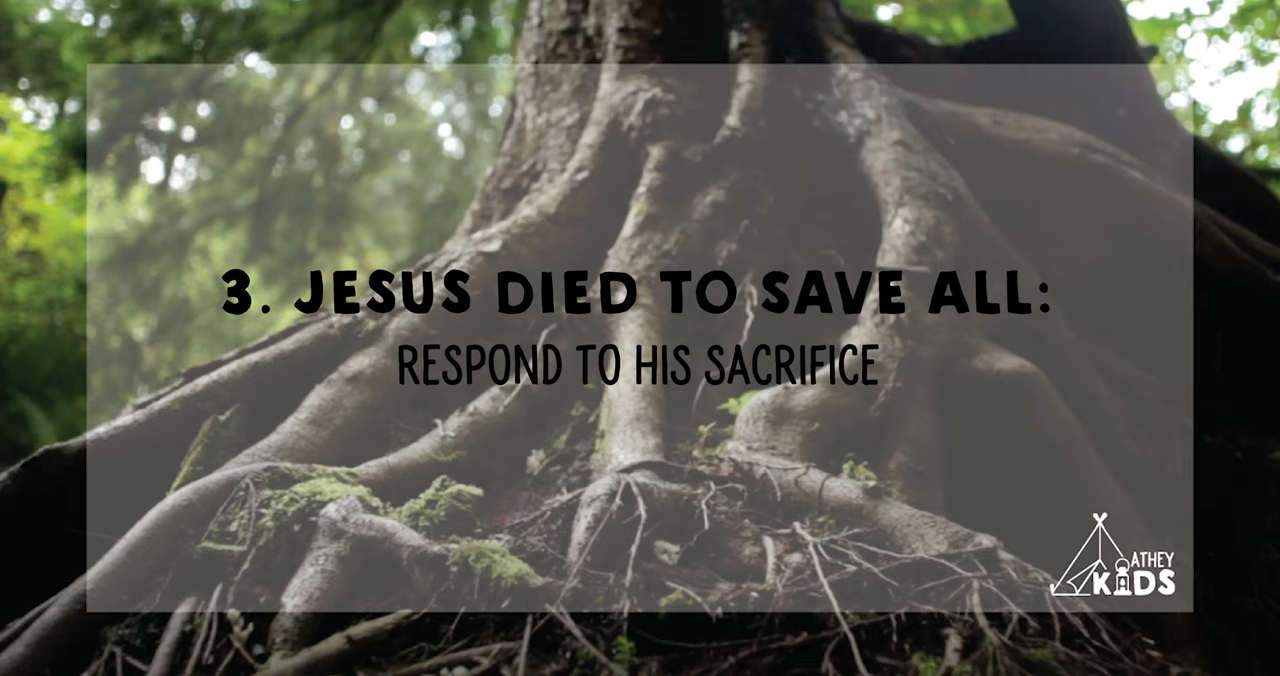 3. JESUS DIED TO SAVE ALL:
RESPOND TO HIS SACRIFICE
ATHEY
KIDS